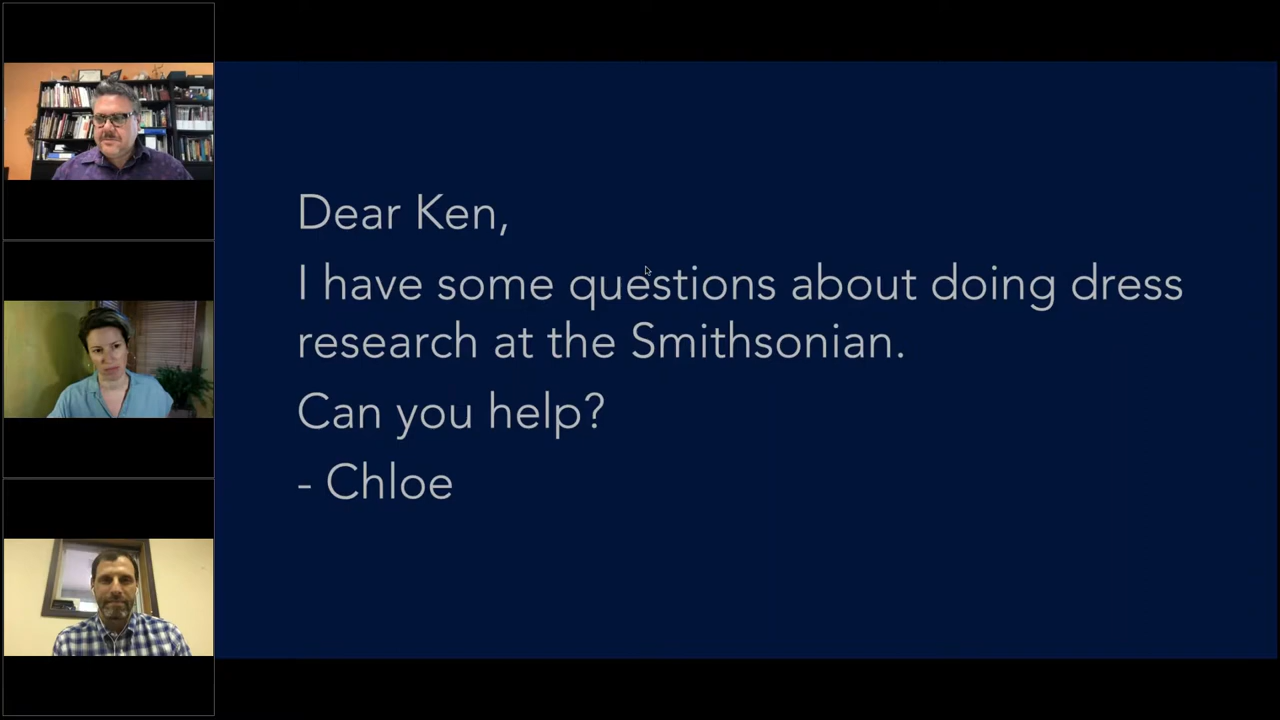 Dear Ken,
I have some questions about doing dress
research at the Smithsonian.
Can you help?
- Chloe